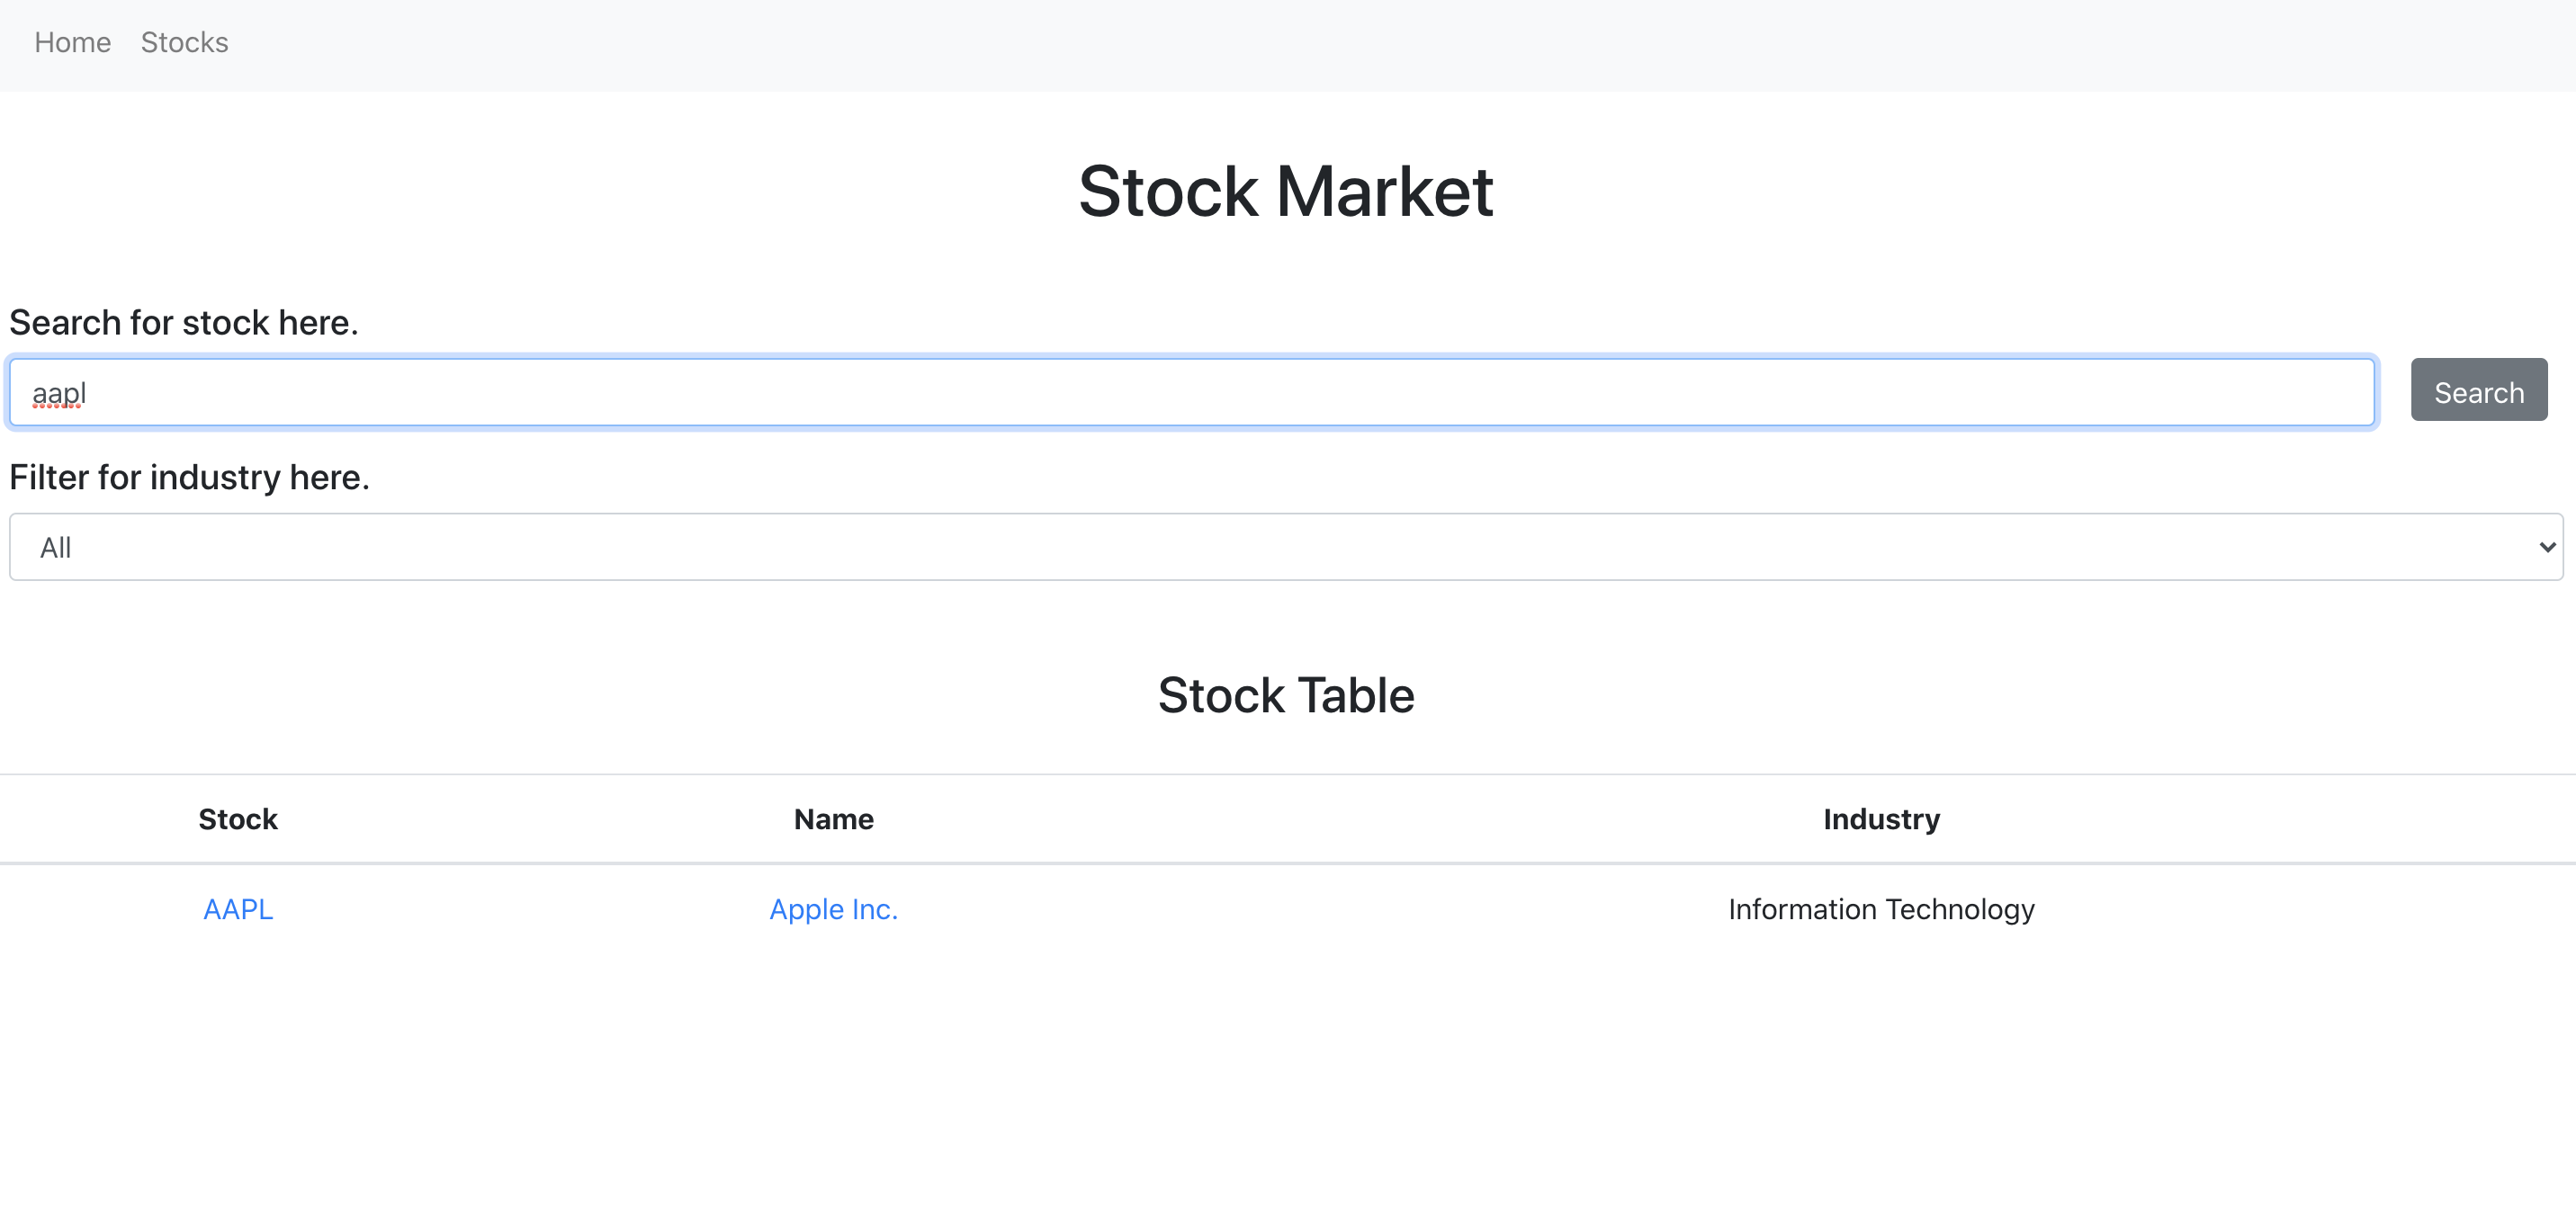 Home Stocks
Stock Market
Search for stock here.
aapl Search
Filter for industry here.
All
Stock Table
Stock Name Industry
AAPL Apple Inc. Information Technology